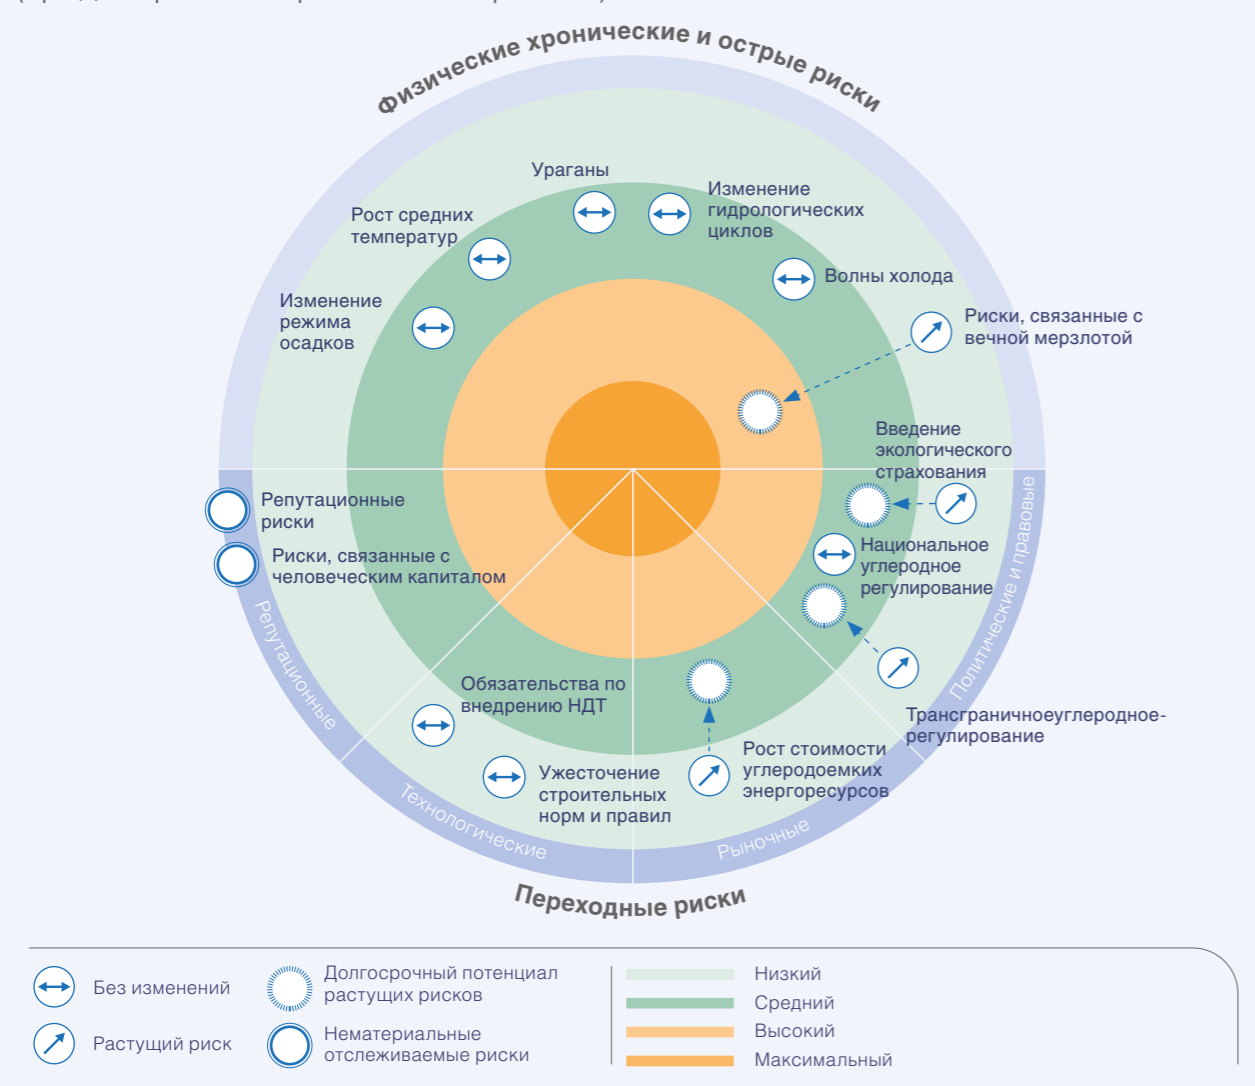 Физические хронические и острые риски
Ураганы
Изменение
гидрологических
циклов
Рост средних
температур
Волны холода
Изменение
режима
осадков
Риски, связанные с
вечной мерзлотой
Введение
экологического
страхования
Репутационные
риски
Риски, связанные с
человеческим капиталом
Национальное
углеродное
регулирование
Политические и правовые
Репутационные
Обязательства по
внедрению НДТ
Трансграничноеуглеродное-
регулирование
Рост стоимости
углеродоемких
энергоресурсов
Ужесточение
строительных
норм и правил
Технологические
Рыночные
Переходные риски
Без изменений
Растущий риск
Долгосрочный потенциал
растущих рисков
Нематериальные
отслеживаемые риски
Низкий
Средний
Высокий
Максимальный